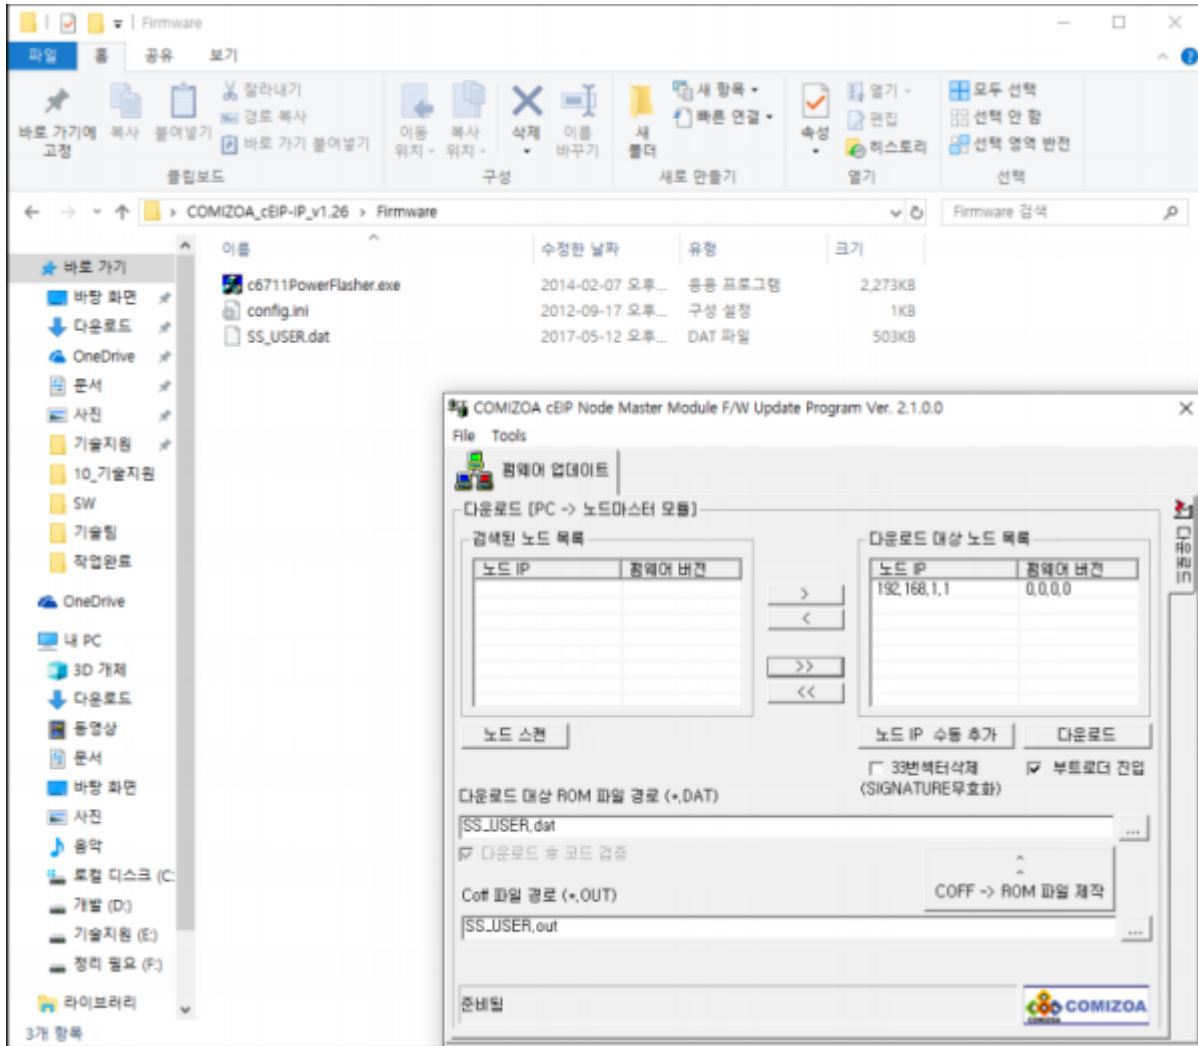 Firmware
파일 홈 공유 보기
바로 가기에 고정
복사
붙여넣기
잘라내기
경로 복사
바로 가기 붙여넣기
클립보드
이동 위치
복사 위치
삭제
이름 바꾸기
구성
새 폴더
새 항목
빠른 연결
새로 만들기
속성
열기
편집
히스토리
열기
모두 선택
선택 안 함
선택 영역 반전
선택
COMIZOA_cEIP-IP_v1.26 > Firmware
Firmware 검색
이름 수정한 날짜 유형 크기
c6711PowerFlasher.exe 2014-02-07 오후... 응용 프로그램 2,273KB
config.ini 2012-09-17 오후... 구성 설정 1KB
SS_USER.dat 2017-05-12 오후... DAT 파일 503KB
바로 가기
바탕 화면
다운로드
OneDrive
문서
사진
기술지원
10_기술지원
SW
기술팀
작업완료
OneDrive
내 PC
3D 개체
다운로드
동영상
문서
바탕 화면
사진
음악
로컬 디스크 (C:
개발 (D:)
기술지원 (E:)
정리 필요 (F:)
라이브러리
3개 항목
COMIZOA cEIP Node Master Module F/W Update Program Ver. 2.1.0.0
File Tools
펌웨어 업데이트
다운로드 [PC -> 노드마스터 모듈]
검색된 노드 목록
노드 IP 펌웨어 버전
>
<
>>
<<
다운로드 대상 노드 목록
노드 IP 펌웨어 버전
192,168,1,1 0,0,0,0
다운로드
노드 스캔
노드 IP 수동 추가
다운로드
33번섹터삭제
(SIGNATURE무효화)
부트로더 진입
다운로드 대상 ROM 파일 경로 (*.DAT)
SS_USER.dat
...
다운로드 후 코드 검증
COFF -> ROM 파일 제작
Coff 파일 경로 (*.OUT)
SS_USER.out
...
준비됨
COMIZOA